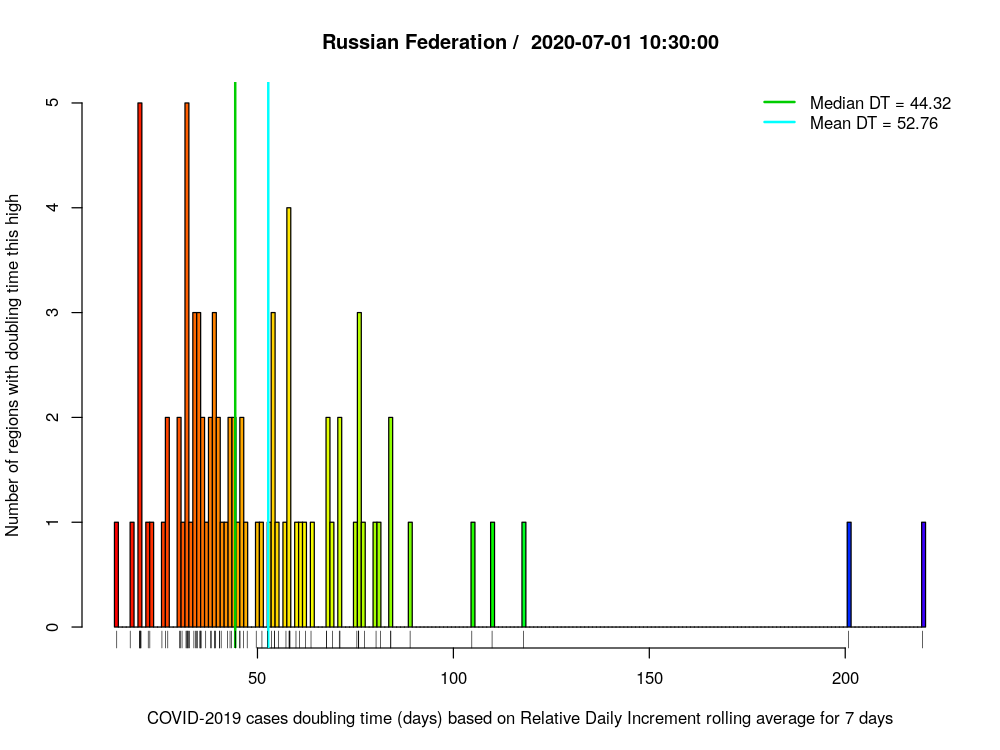 Russian Federation /  2020-07-01 10:30:00
Median DT = 44.32
Mean DT = 52.76
Number of regions with doubling time this high
5
4
3
2
1
0
50 100 150 200
COVID-2019 cases doubling time (days) based on Relative Daily Increment rolling average for 7 days